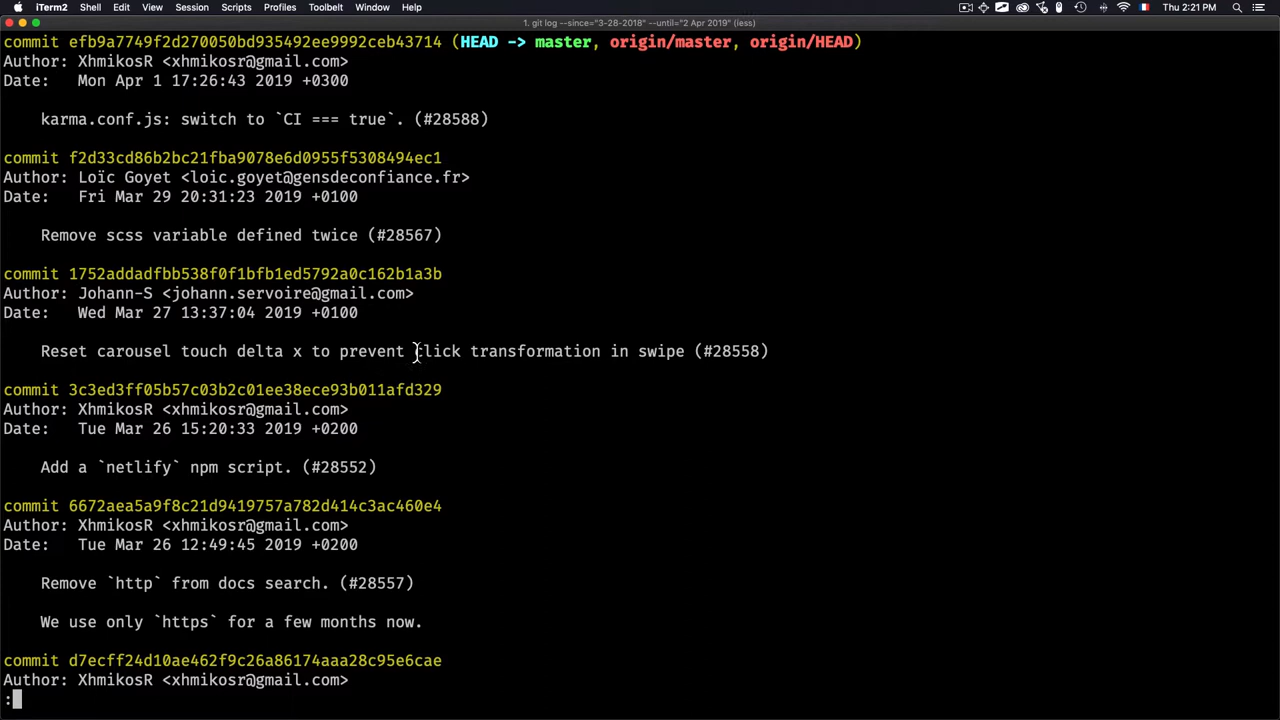 iTerm2 Shell Edit View Session Scripts Profiles Toolbelt Window Help Thu 2:21 PM
1. git log --since="3-28-2018" --until="2 Apr 2019" (less)
commit efb9a7749f2d270050bd935492ee9992ceb43714 (HEAD -> master, origin/master, origin/HEAD)
Author: XhmikosR <xhmikosr@gmail.com>
Date: Mon Apr 1 17:26:43 2019 +0300
karma.conf.js: switch to `CI === true`. (#28588)
commit f2d33cd86b2bc21fba9078e6d0955f5308494ec1
Author: Loïc Goyet <loic.goyet@gensdeconfiance.fr>
Date: Fri Mar 29 20:31:23 2019 +0100
Remove scss variable defined twice (#28567)
commit 1752addadfbb538f0f1bfb1ed5792a0c162b1a3b
Author: Johann-S <johann.servoire@gmail.com>
Date: Wed Mar 27 13:37:04 2019 +0100
Reset carousel touch delta x to prevent click transformation in swipe (#28558)
commit 3c3ed3ff05b57c03b2c01ee38ece93b011afd329
Author: XhmikosR <xhmikosr@gmail.com>
Date: Tue Mar 26 15:20:33 2019 +0200
Add a `netlify` npm script. (#28552)
commit 6672aea5a9f8c21d9419757a782d414c3ac460e4
Author: XhmikosR <xhmikosr@gmail.com>
Date: Tue Mar 26 12:49:45 2019 +0200
Remove `http` from docs search. (#28557)
We use only `https` for a few months now.
commit d7ecff24d10ae462f9c26a86174aaa28c95e6cae
Author: XhmikosR <xhmikosr@gmail.com>
: